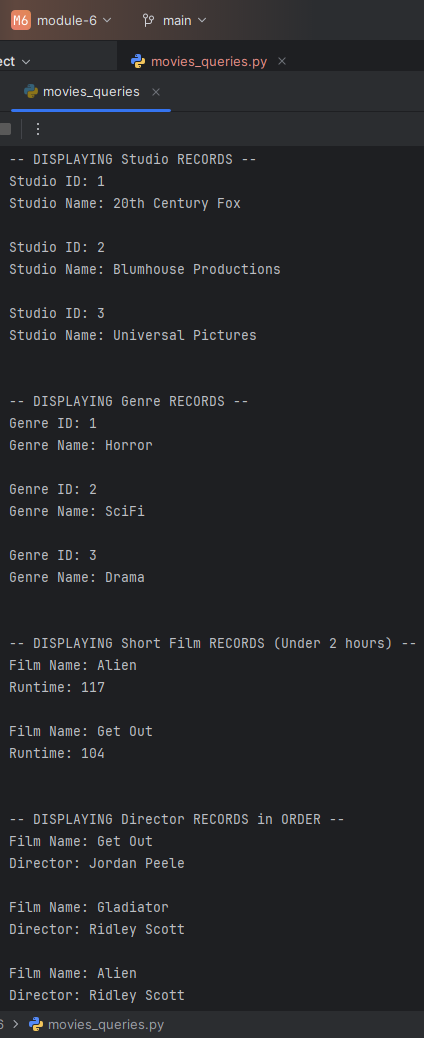 M6 module-6 main
ect movies_queries.py
movies_queries
-- DISPLAYING Studio RECORDS --
Studio ID: 1
Studio Name: 20th Century Fox
Studio ID: 2
Studio Name: Blumhouse Productions
Studio ID: 3
Studio Name: Universal Pictures
-- DISPLAYING Genre RECORDS --
Genre ID: 1
Genre Name: Horror
Genre ID: 2
Genre Name: SciFi
Genre ID: 3
Genre Name: Drama
-- DISPLAYING Short Film RECORDS (Under 2 hours) --
Film Name: Alien
Runtime: 117
Film Name: Get Out
Runtime: 104
-- DISPLAYING Director RECORDS in ORDER --
Film Name: Get Out
Director: Jordan Peele
Film Name: Gladiator
Director: Ridley Scott
Film Name: Alien
Director: Ridley Scott
6 > movies_queries.py